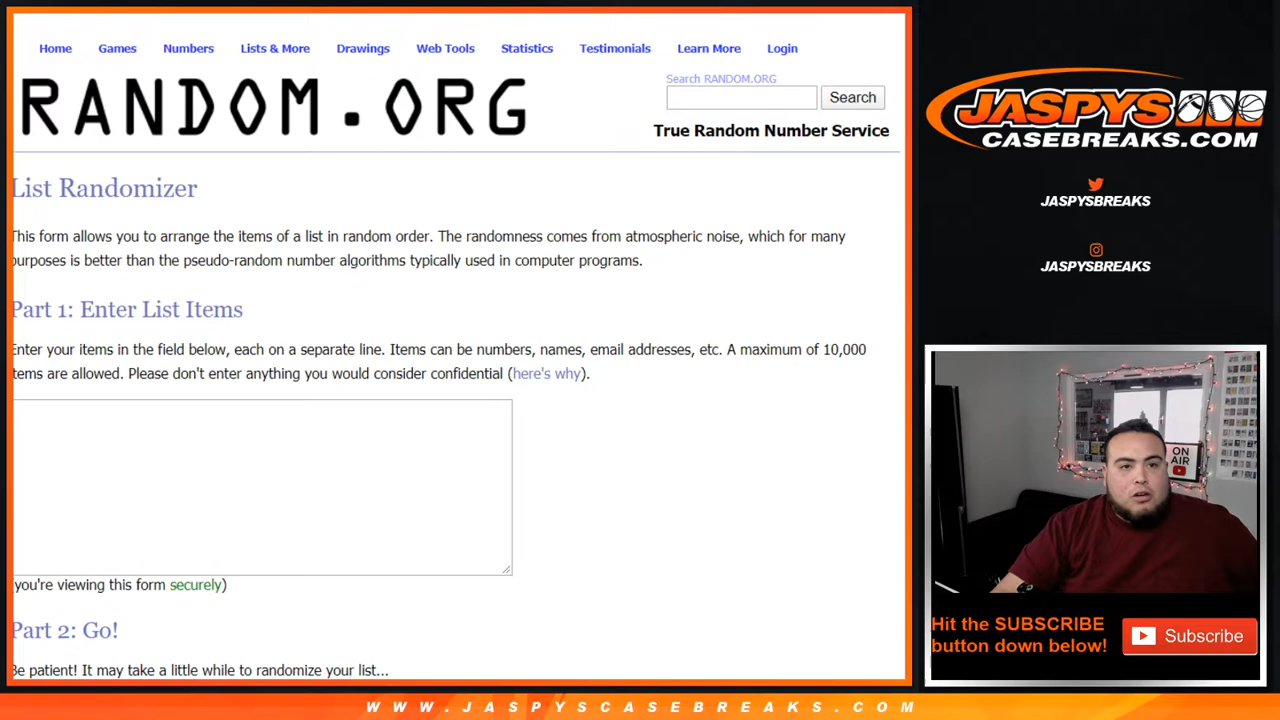 Home Games Numbers Lists & More Drawings Web Tools Statistics Testimonials Learn More Login
RANDOM.ORG
Search RANDOM.ORG
Search
True Random Number Service
List Randomizer
This form allows you to arrange the items of a list in random order. The randomness comes from atmospheric noise, which for many
purposes is better than the pseudo-random number algorithms typically used in computer programs.
Part 1: Enter List Items
Enter your items in the field below, each on a separate line. Items can be numbers, names, email addresses, etc. A maximum of 10,000
items are allowed. Please don't enter anything you would consider confidential (here's why).
(you're viewing this form securely)
Part 2: Go!
Be patient! It may take a little while to randomize your list...
JASPYS
CASEBREAKS.COM
JASPYSBREAKS
JASPYSBREAKS
ON
AIR
Hit the SUBSCRIBE
button down below!
Subscribe
WWW.JASPYSCASEBREAKS.COM